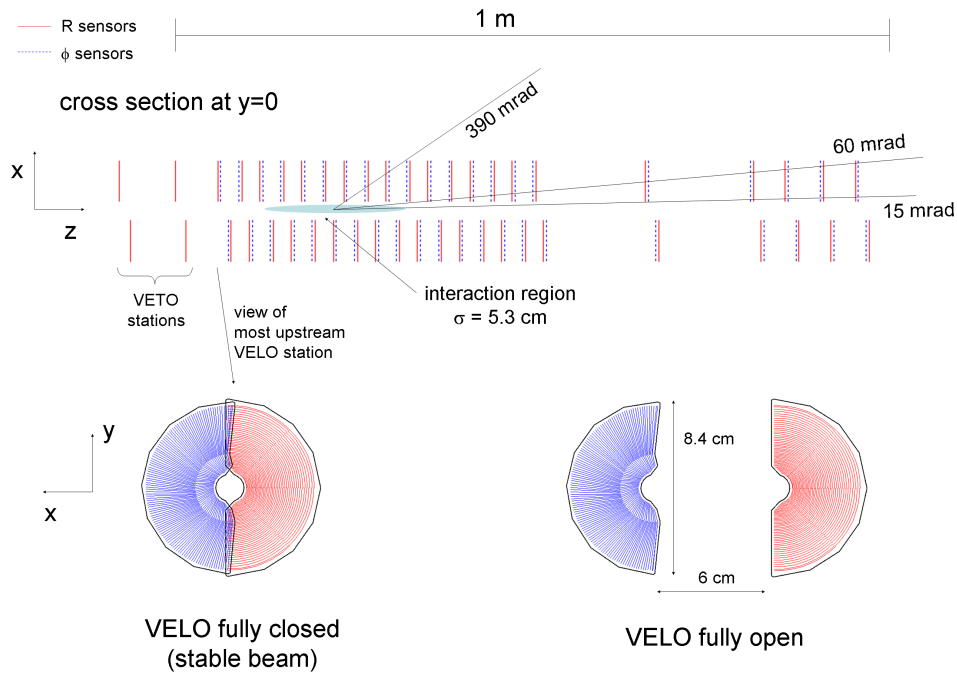 R sensors
ϕ sensors
1 m
cross section at y=0
390 mrad
60 mrad
15 mrad
x
z
VETO
stations
view of
most upstream
VELO station
interaction region
σ = 5.3 cm
y
x
8.4 cm
6 cm
VELO fully closed
(stable beam)
VELO fully open